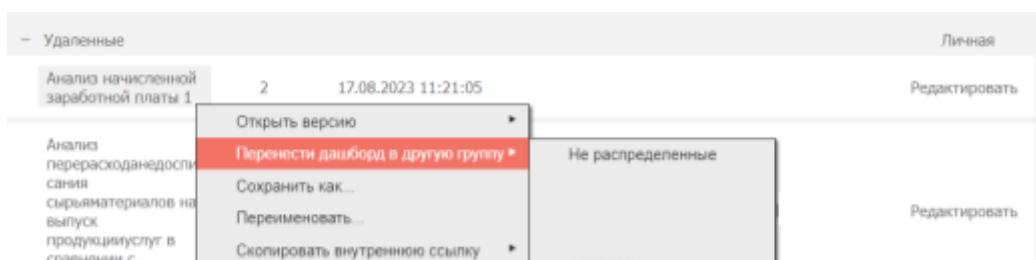 − Удаленные Личная
Анализ начисленной
заработной платы 1 2 17.08.2023 11:21:05 Редактировать
Открыть версию
Анализ
перерасходанедоспи
сания
сырьяматериалов на
выпуск
продукцииуслуг в
сравнении с
Перенести дашборд в другую группу
Не распределенные
Сохранить как...
Переименовать...
Скопировать внутреннюю ссылку
Редактировать